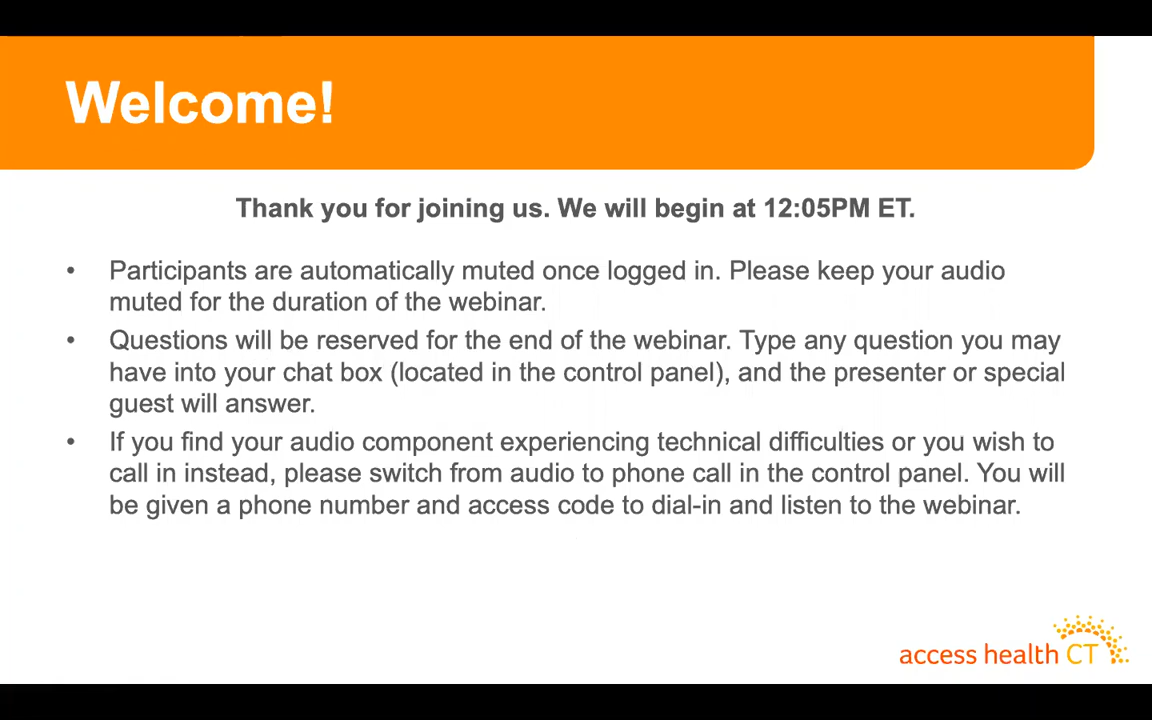 Welcome!
Thank you for joining us. We will begin at 12:05PM ET.
• Participants are automatically muted once logged in. Please keep your audio
muted for the duration of the webinar.
• Questions will be reserved for the end of the webinar. Type any question you may
have into your chat box (located in the control panel), and the presenter or special
guest will answer.
• If you find your audio component experiencing technical difficulties or you wish to
call in instead, please switch from audio to phone call in the control panel. You will
be given a phone number and access code to dial-in and listen to the webinar.
access health CT